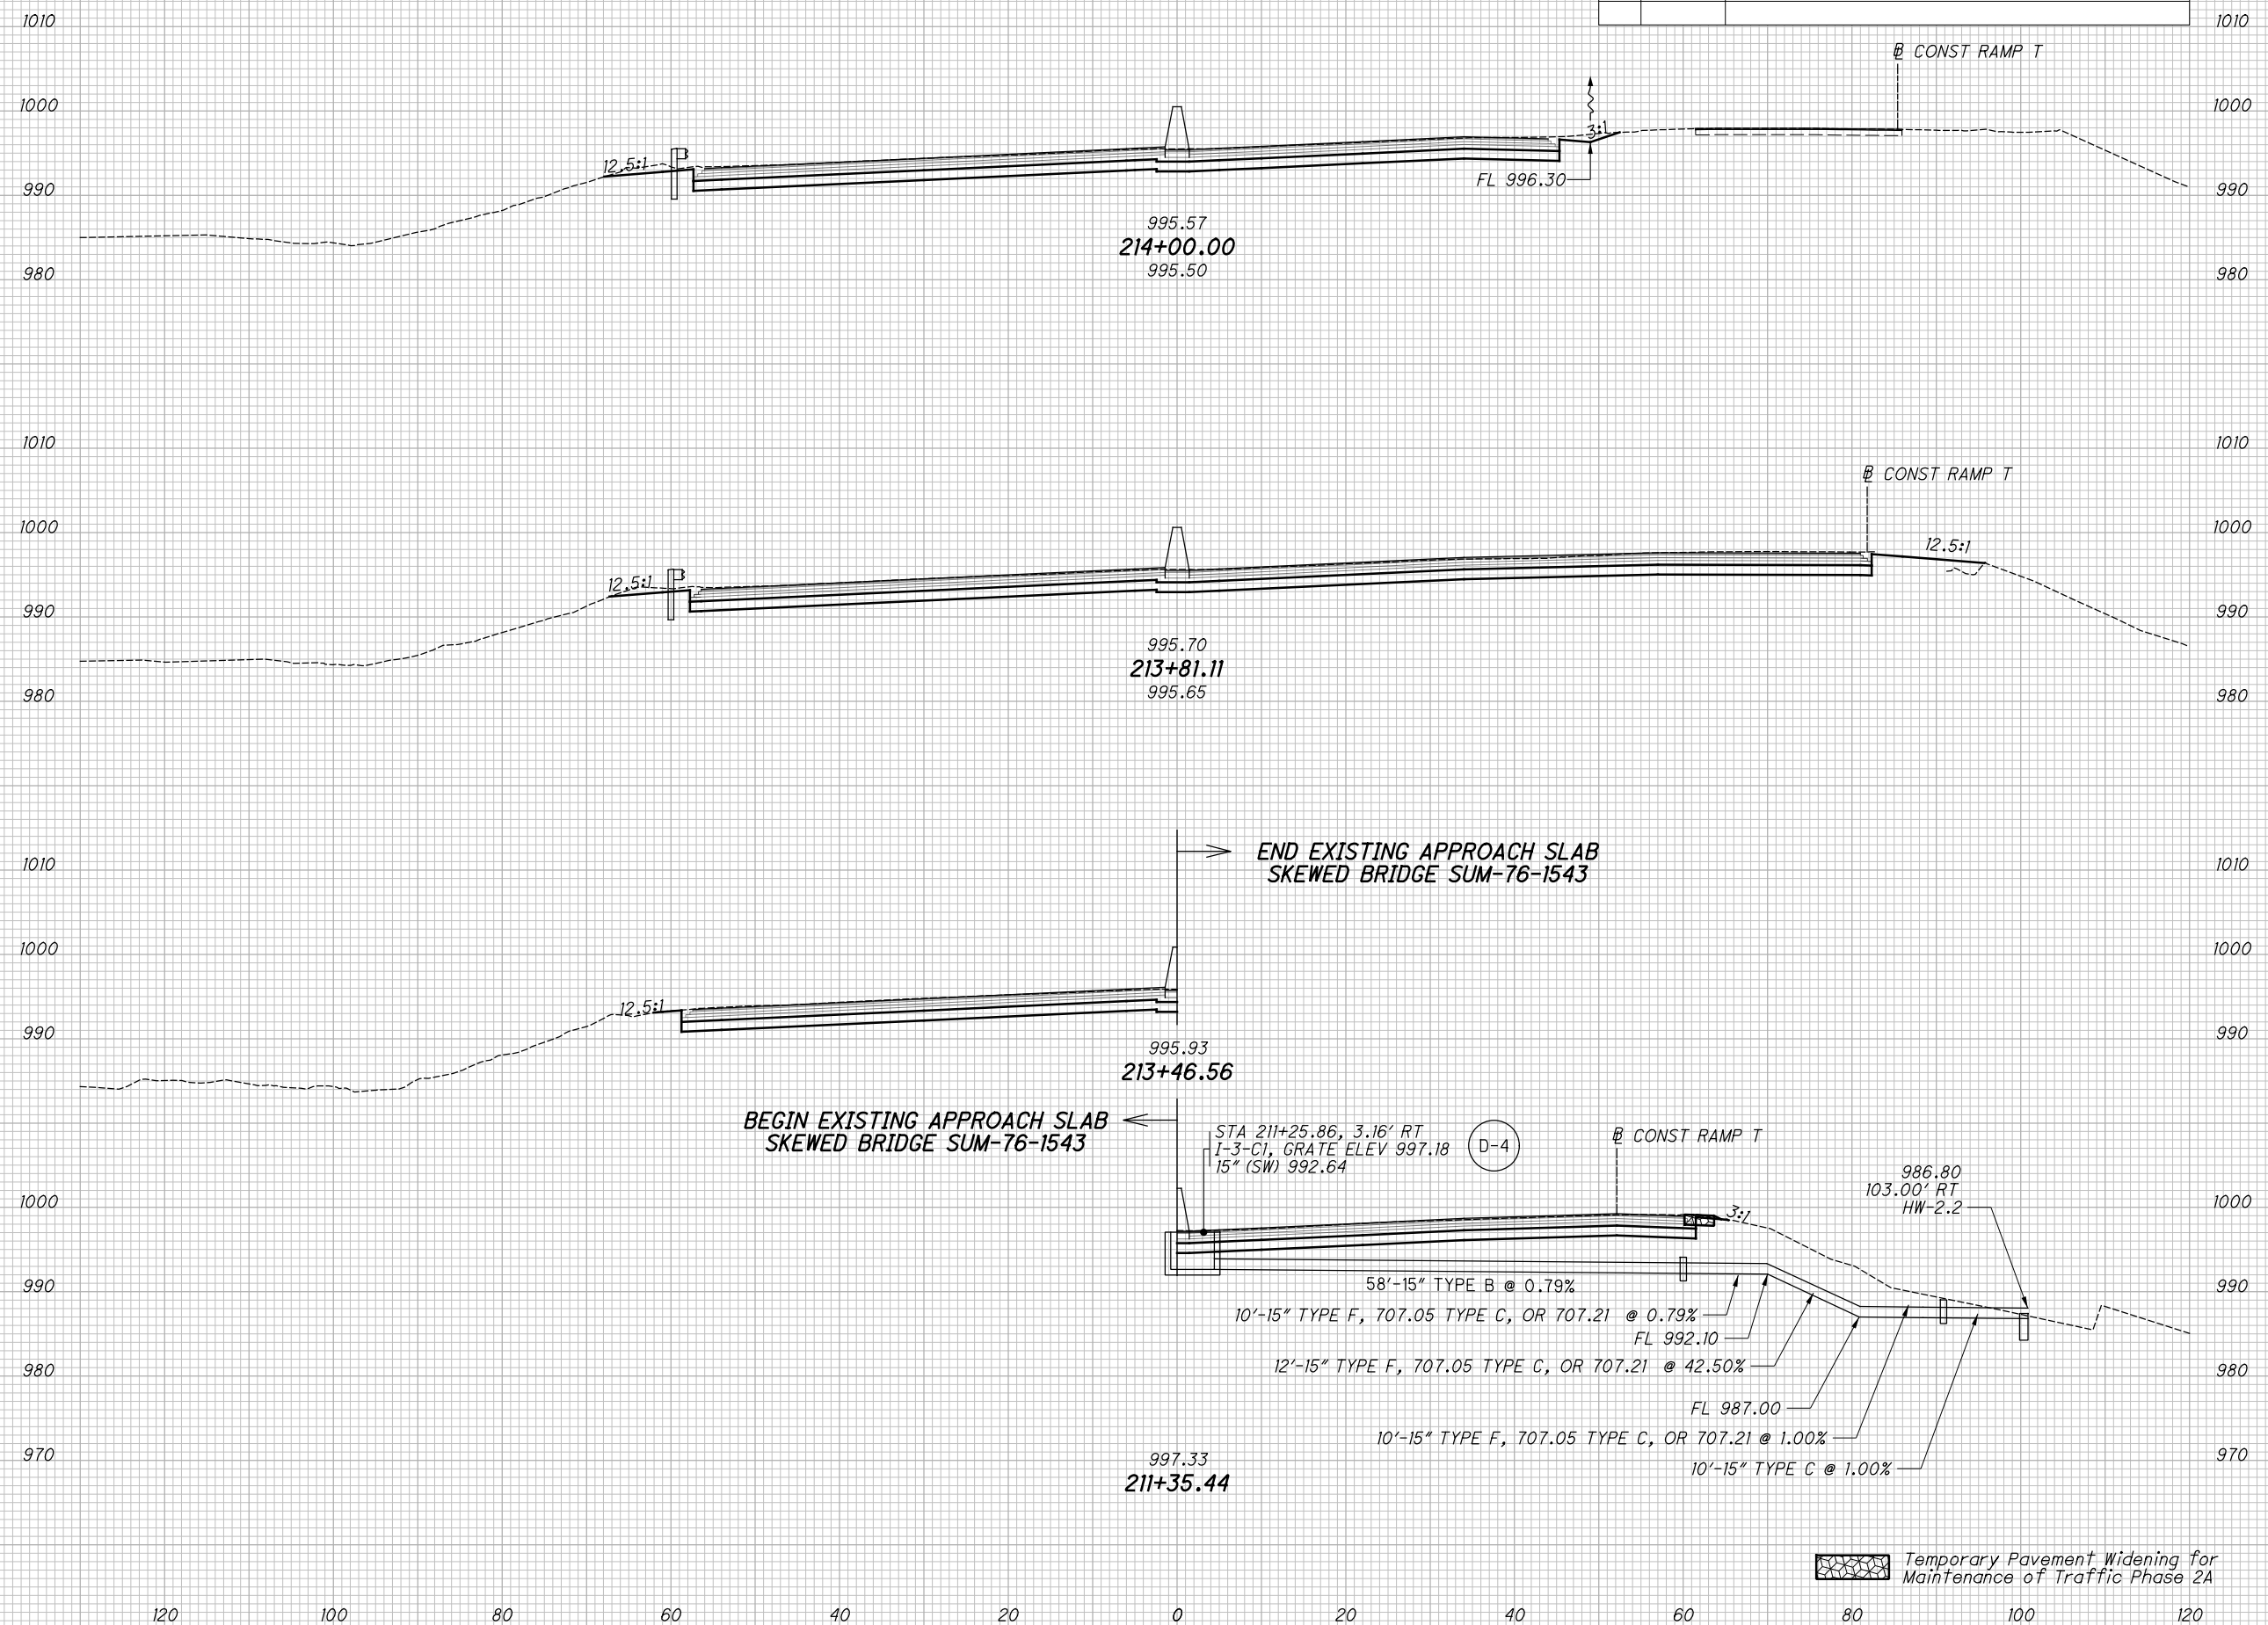 1010 1010
℄ CONST RAMP T
1000 1000
3:1
12.5:1
990 990
FL 996.30
995.57
214+00.00
995.50
980 980
1010 1010
℄ CONST RAMP T
1000 1000
12.5:1
12.5:1
990 990
995.70
213+81.11
995.65
980 980
END EXISTING APPROACH SLAB
SKEWED BRIDGE SUM-76-1543
1010 1010
1000 1000
12.5:1
990 990
995.93
213+46.56
BEGIN EXISTING APPROACH SLAB
SKEWED BRIDGE SUM-76-1543
STA 211+25.86, 3.16' RT
I-3-C1, GRATE ELEV 997.18
15" (SW) 992.64
D-4
℄ CONST RAMP T
986.80
103.00' RT
HW-2.2
1000 1000
3:1
990 990
58'-15" TYPE B @ 0.79%
10'-15" TYPE F, 707.05 TYPE C, OR 707.21 @ 0.79%
FL 992.10
12'-15" TYPE F, 707.05 TYPE C, OR 707.21 @ 42.50%
980 980
FL 987.00
10'-15" TYPE F, 707.05 TYPE C, OR 707.21 @ 1.00%
970 970
10'-15" TYPE C @ 1.00%
997.33
211+35.44
Temporary Pavement Widening for
Maintenance of Traffic Phase 2A
120 100 80 60 40 20 0 20 40 60 80 100 120